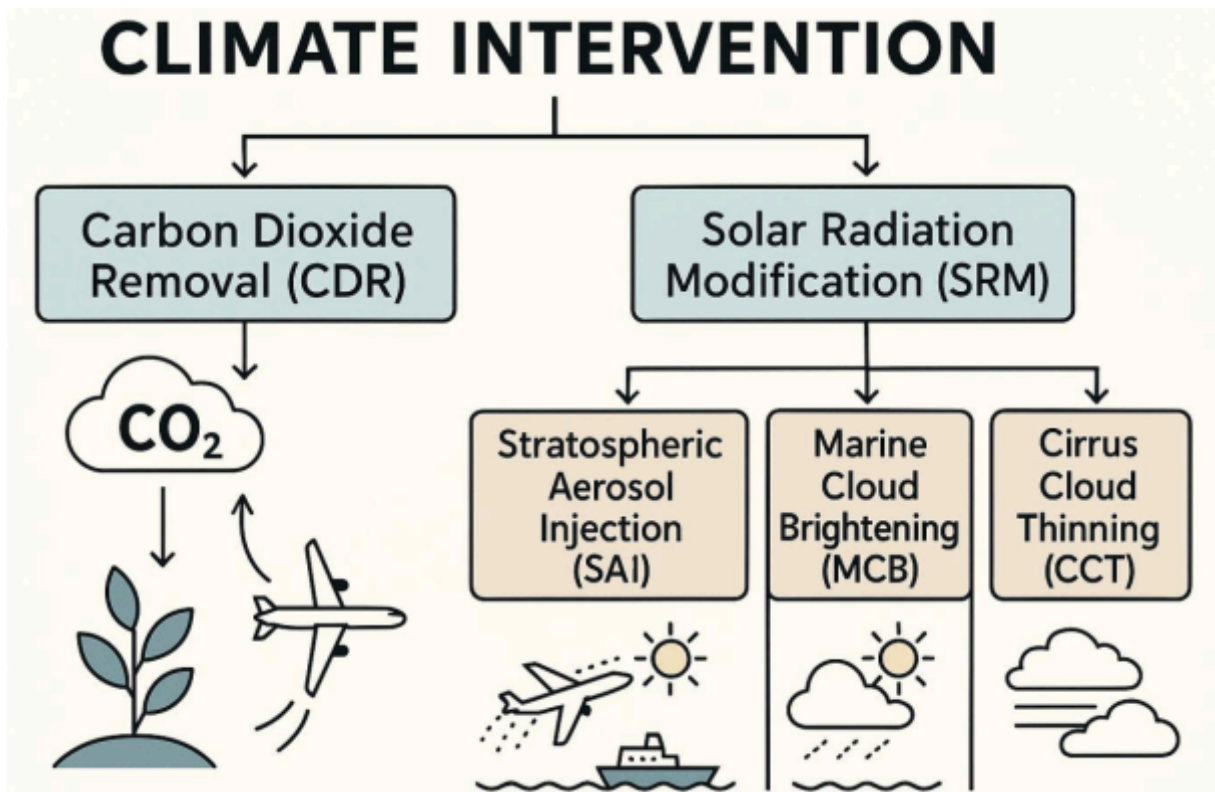 CLIMATE INTERVENTION
Carbon Dioxide
Removal (CDR)
Solar Radiation
Modification (SRM)
CO₂
Stratospheric
Aerosol
Injection
(SAI)
Marine
Cloud
Brightening
(MCB)
Cirrus
Cloud
Thinning
(CCT)